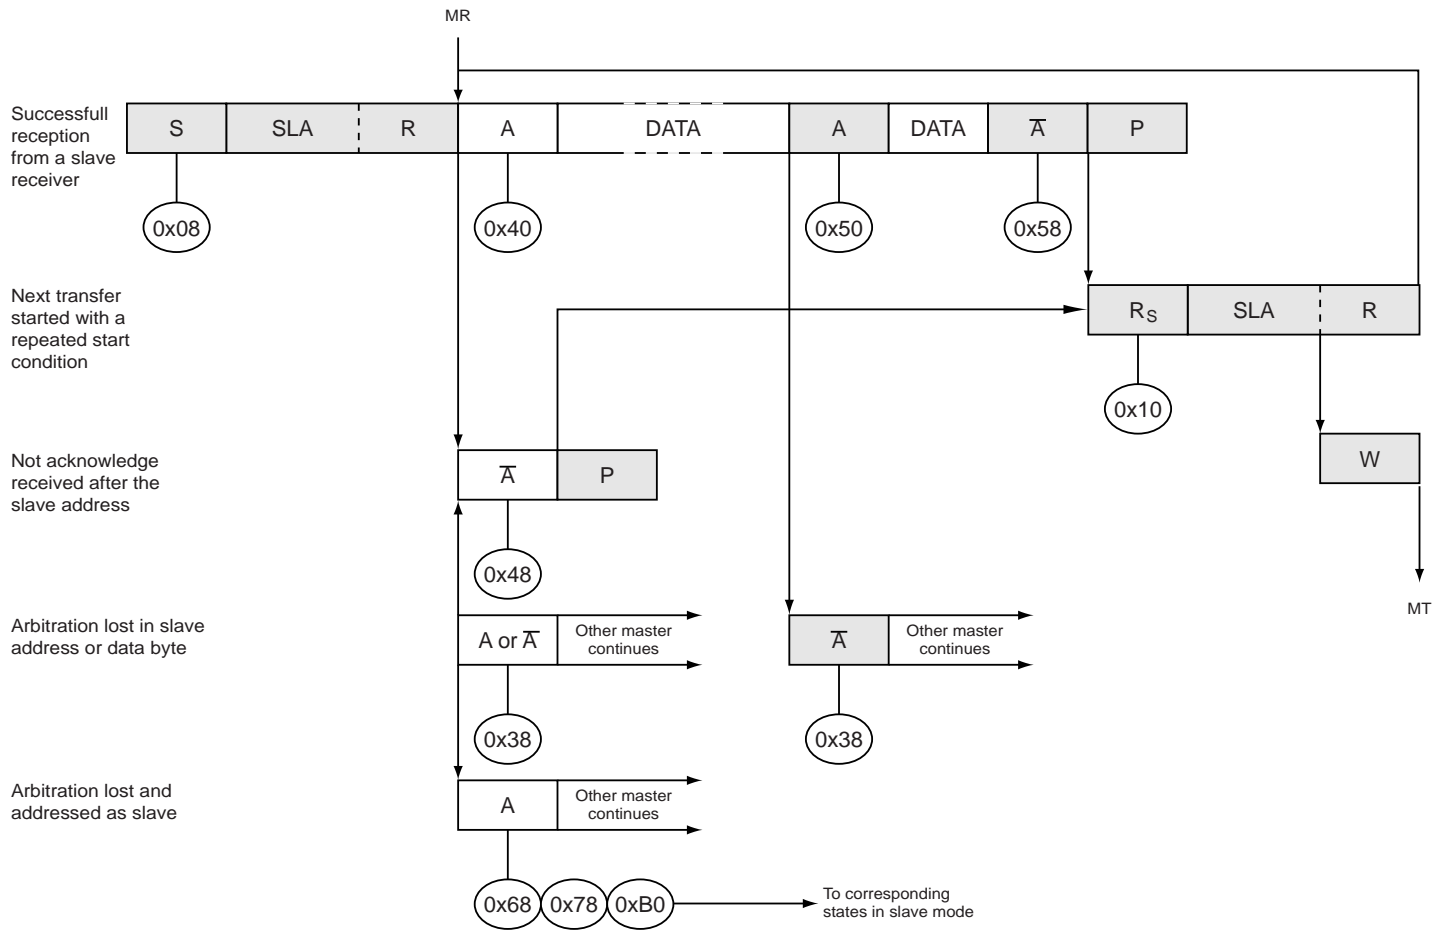 MR
Successfull
reception
from a slave
receiver
S SLA R A DATA A DATA A̅ P
0x08 0x40 0x50 0x58
Next transfer
started with a
repeated start
condition
RS SLA R
0x10
Not acknowledge
received after the
slave address
A̅ P
W
0x48
MT
Arbitration lost in slave
address or data byte
A or A̅
Other master
continues
A̅
Other master
continues
0x38 0x38
Arbitration lost and
addressed as slave
A
Other master
continues
0x68 0x78 0xB0
To corresponding
states in slave mode